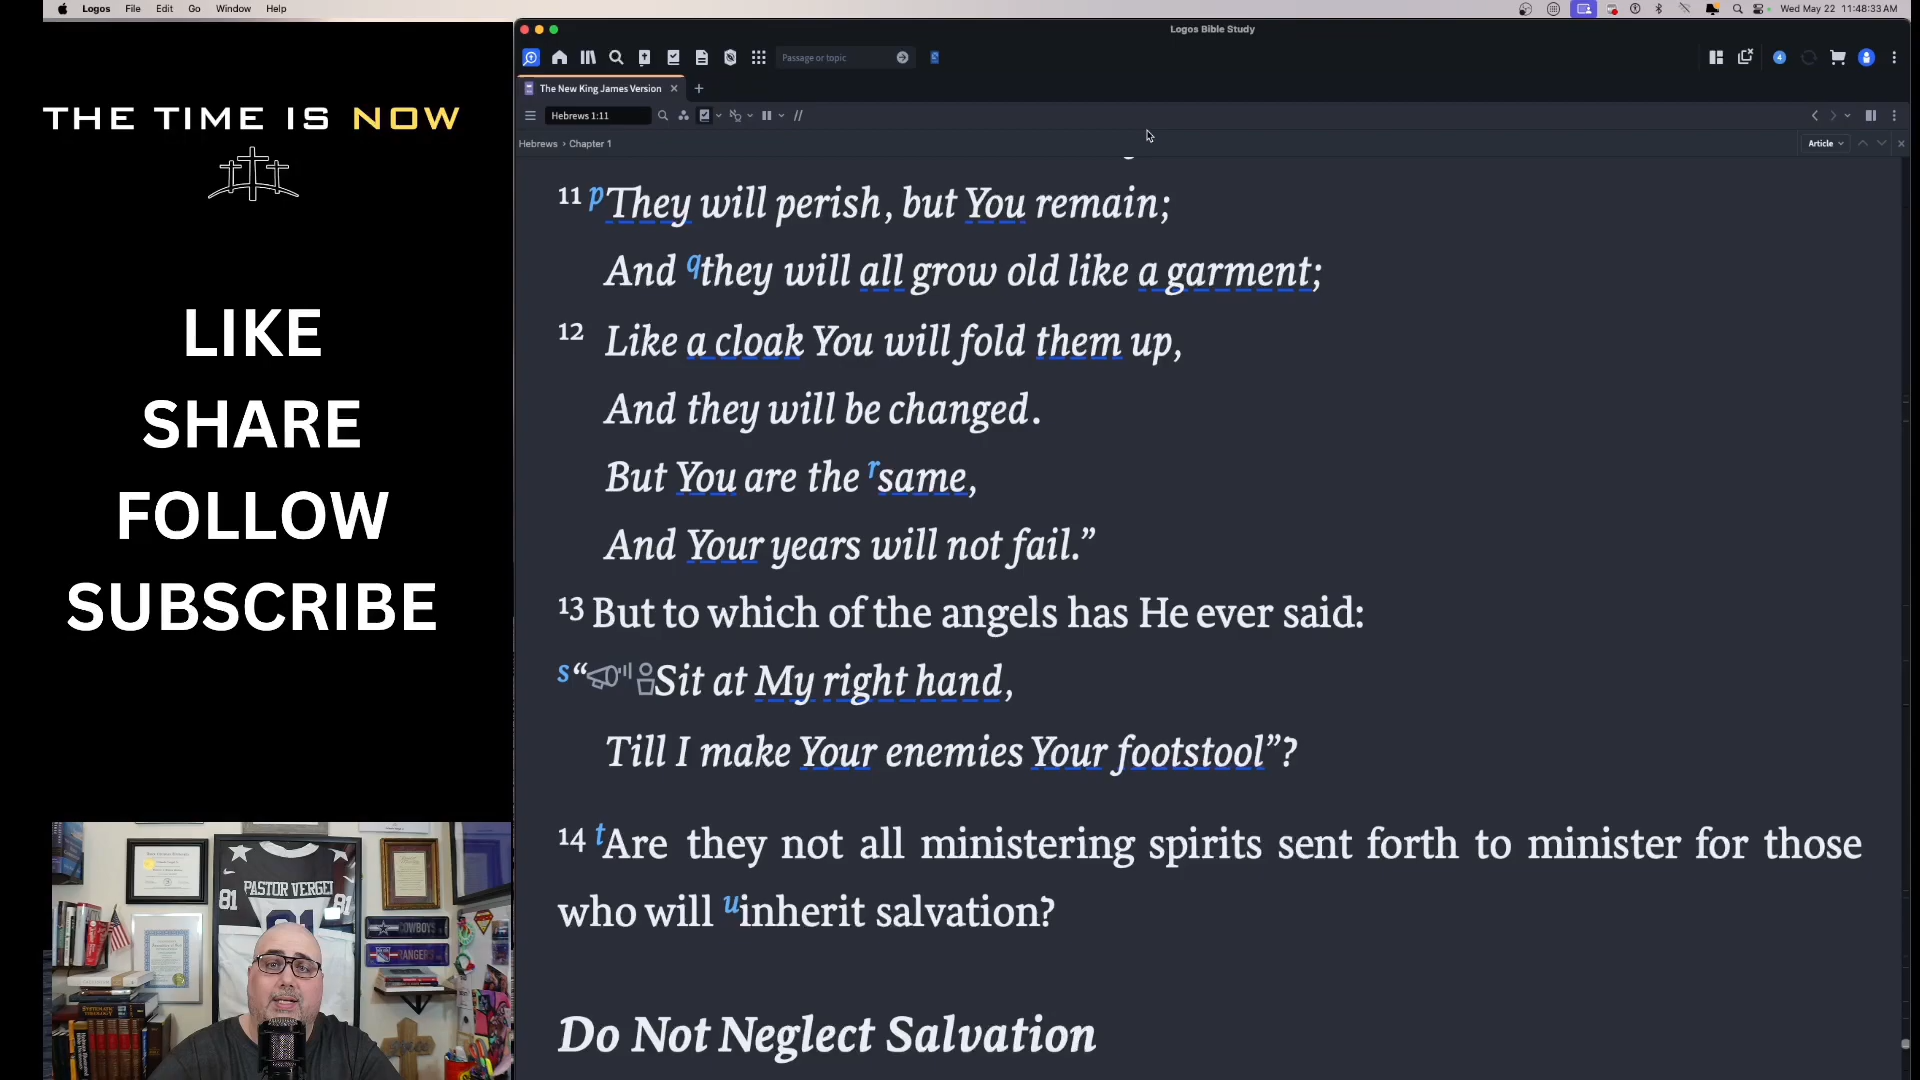 Logos File Edit Go Window Help
Wed May 22 11:48:33 AM
Logos Bible Study
Passage or topic
4
The New King James Version
Hebrews 1:11
Hebrews › Chapter 1
Article
THE TIME IS NOW
LIKE
SHARE
FOLLOW
SUBSCRIBE
11 pThey will perish, but You remain;
And qthey will all grow old like a garment;
12 Like a cloak You will fold them up,
And they will be changed.
But You are the rsame,
And Your years will not fail.”
13 But to which of the angels has He ever said:
s“Sit at My right hand,
Till I make Your enemies Your footstool”?
14 tAre they not all ministering spirits sent forth to minister for those
who will uinherit salvation?
Do Not Neglect Salvation
PASTOR VERGEI
81 81
81
COWBOYS
RANGERS